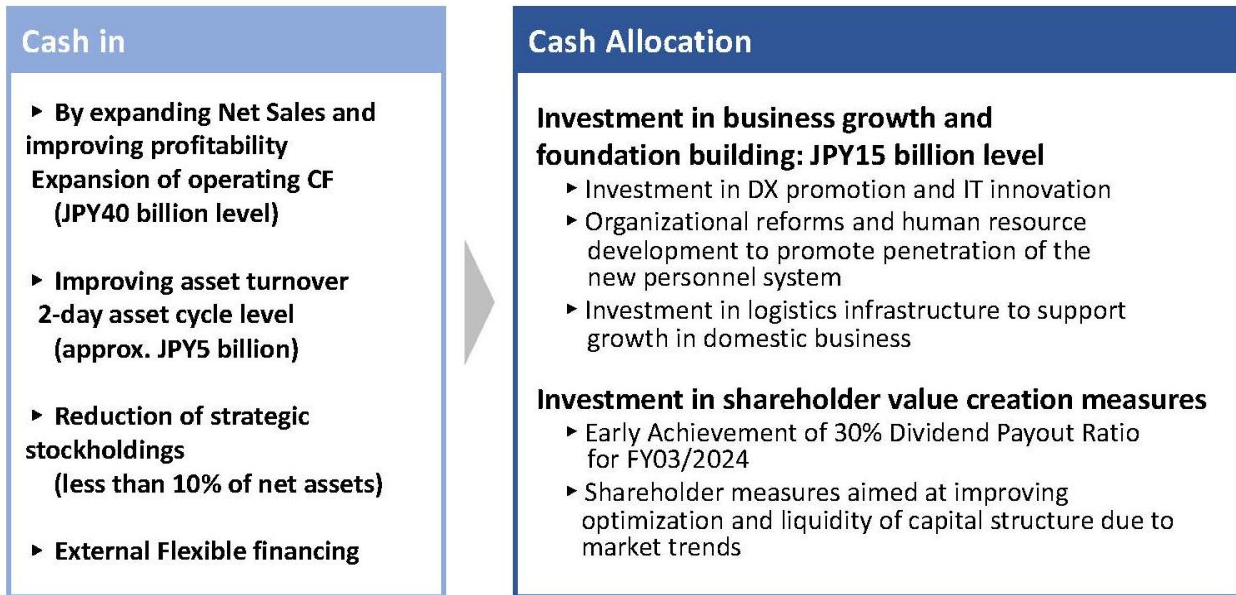 Cash in
▶ By expanding Net Sales and
improving profitability
Expansion of operating CF
(JPY40 billion level)
▶ Improving asset turnover
2-day asset cycle level
(approx. JPY5 billion)
▶ Reduction of strategic
stockholdings
(less than 10% of net assets)
▶ External Flexible financing
Cash Allocation
Investment in business growth and
foundation building: JPY15 billion level
▶ Investment in DX promotion and IT innovation
▶ Organizational reforms and human resource
development to promote penetration of the
new personnel system
▶ Investment in logistics infrastructure to support
growth in domestic business
Investment in shareholder value creation measures
▶ Early Achievement of 30% Dividend Payout Ratio
for FY03/2024
▶ Shareholder measures aimed at improving
optimization and liquidity of capital structure due to
market trends